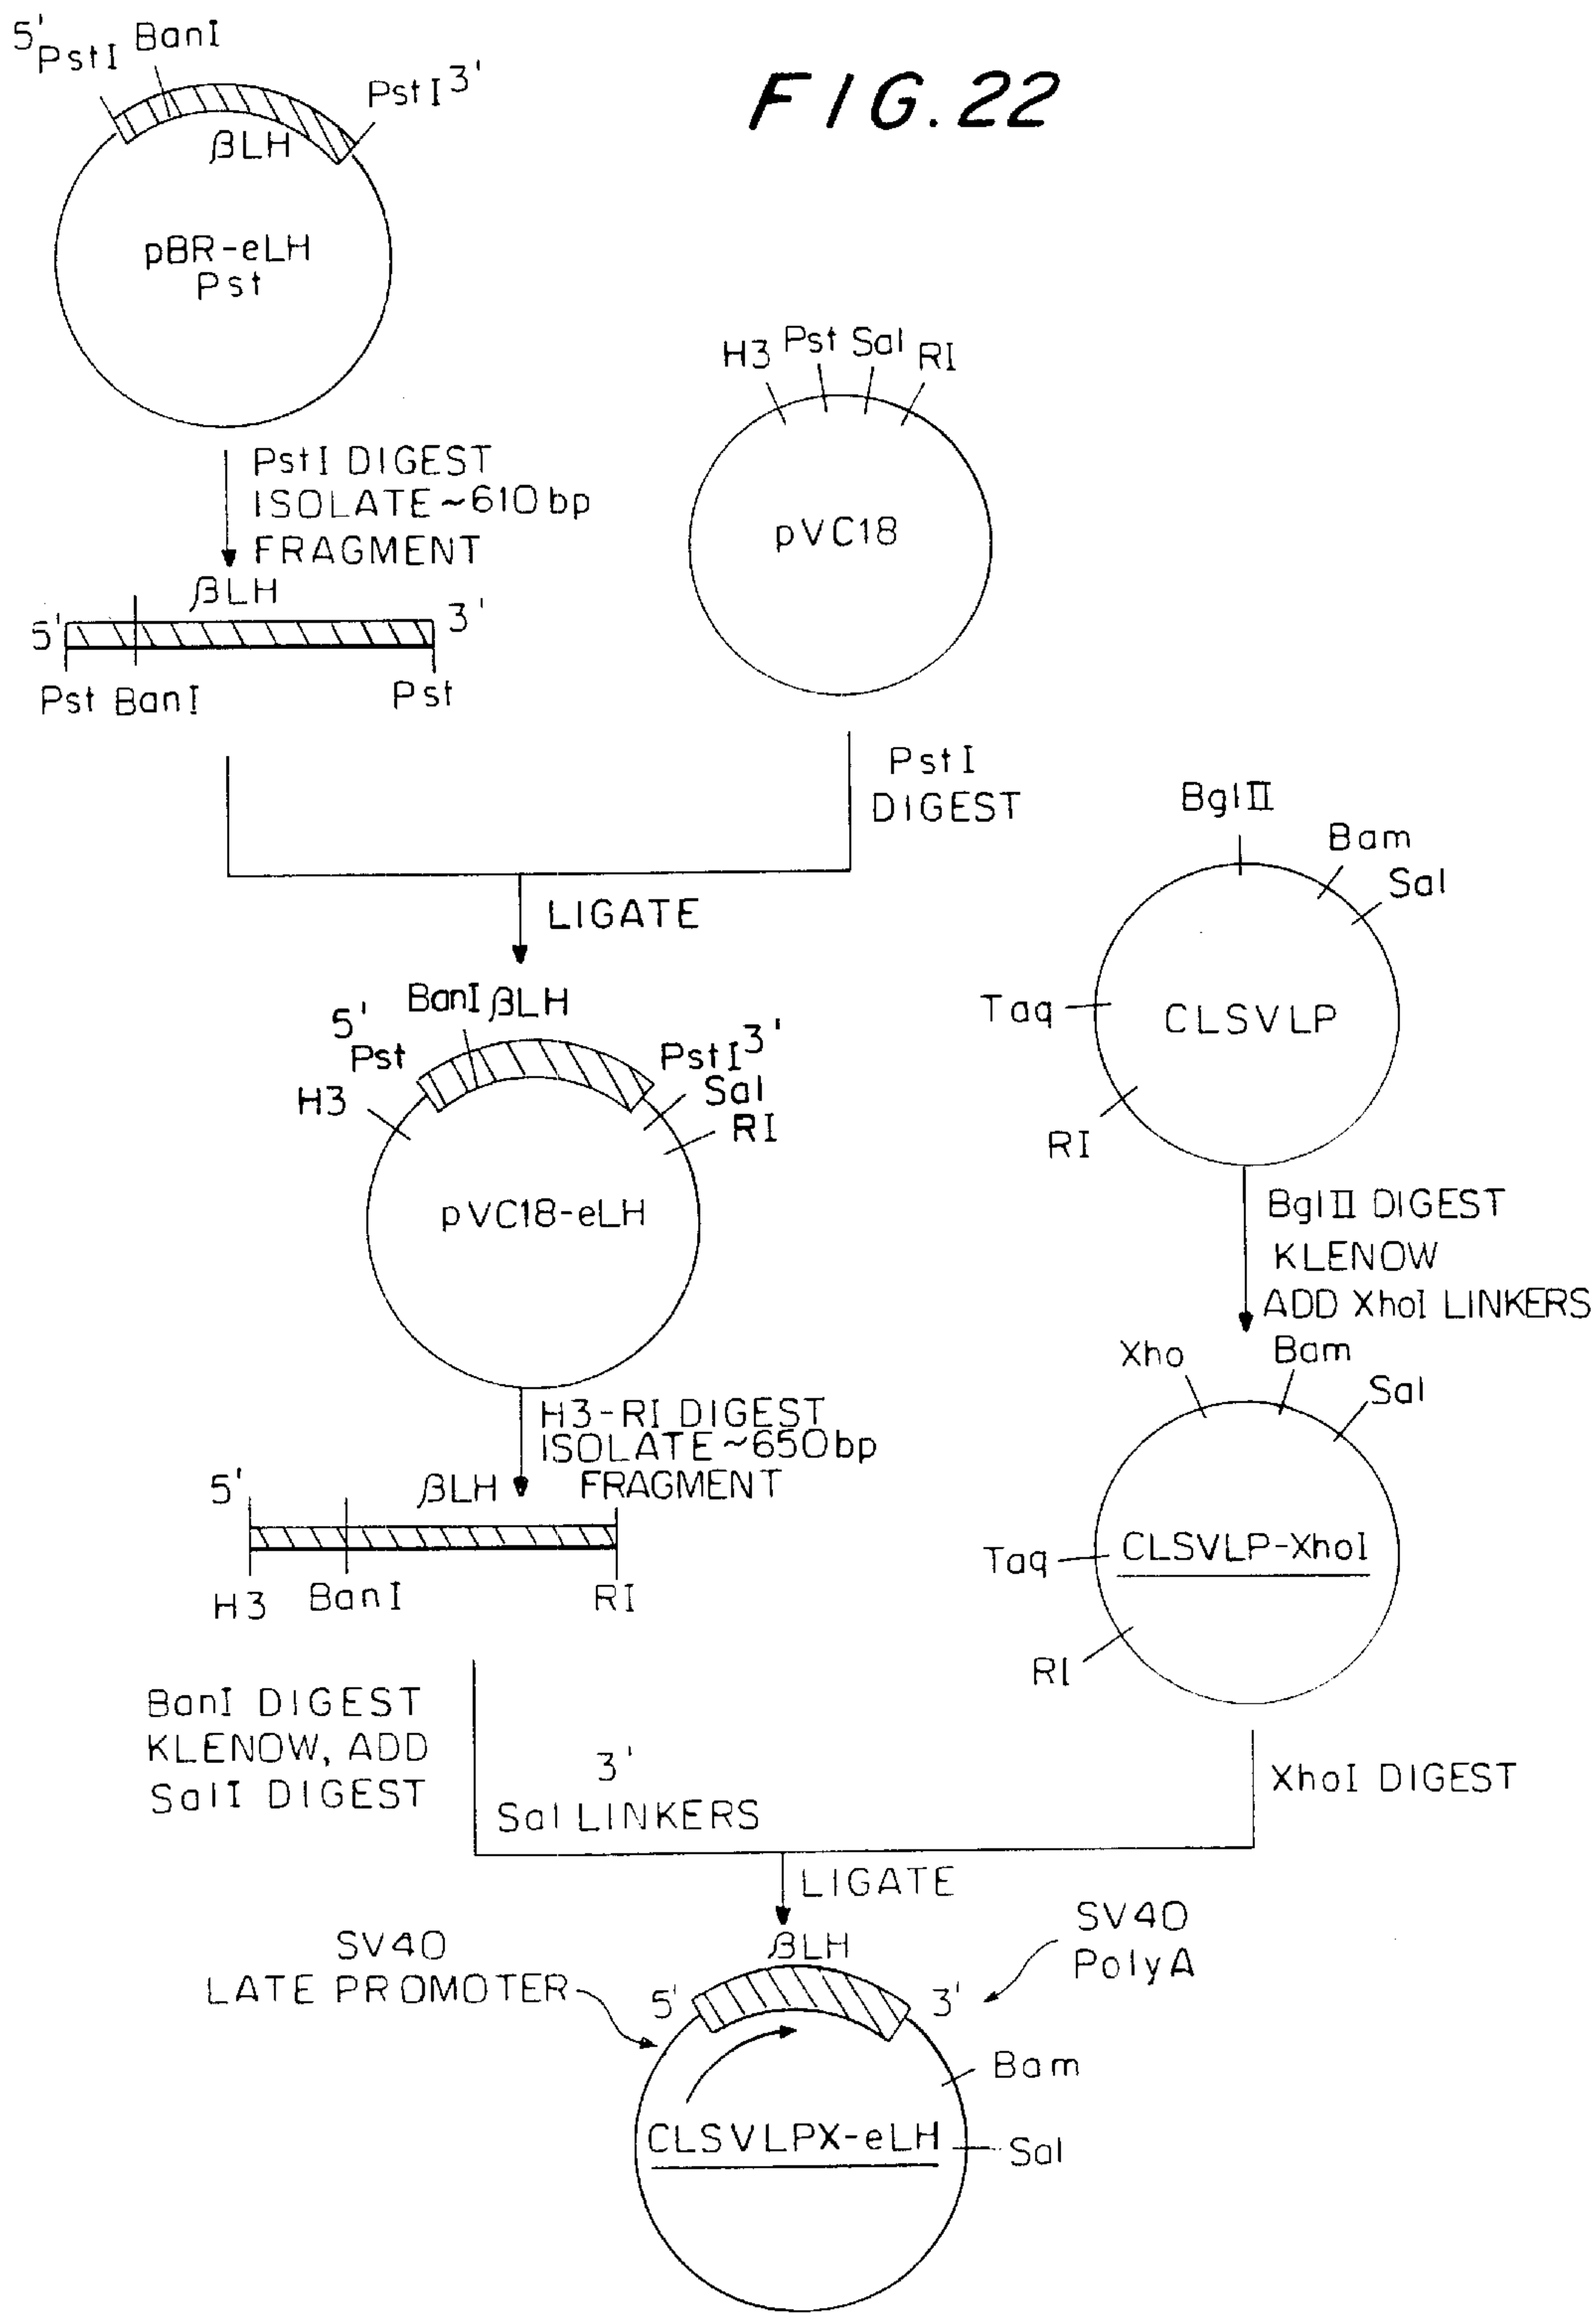 FIG.22
5'
PstI
BanI
PstI 3'
βLH
pBR-eLH
Pst
PstI DIGEST
ISOLATE ~610bp
FRAGMENT
βLH
5'
3'
Pst BanI
Pst
H3 Pst Sal RI
pVC18
PstI
DIGEST
LIGATE
BglII
Bam
Sal
Taq
CLSVLP
RI
BglII DIGEST
KLENOW
ADD XhoI LINKERS
5'
Pst
BanI βLH
PstI 3'
H3
Sal
RI
pVC18-eLH
H3-RI DIGEST
ISOLATE ~650bp
FRAGMENT
5'
βLH
H3
BanI
RI
Xho
Bam
Sal
Taq
CLSVLP-XhoI
RI
BanI DIGEST
KLENOW, ADD
SalI DIGEST
3'
Sal LINKERS
XhoI DIGEST
LIGATE
SV40
LATE PROMOTER
βLH
5'
3'
SV40
PolyA
Bam
CLSVLPX-eLH
Sal